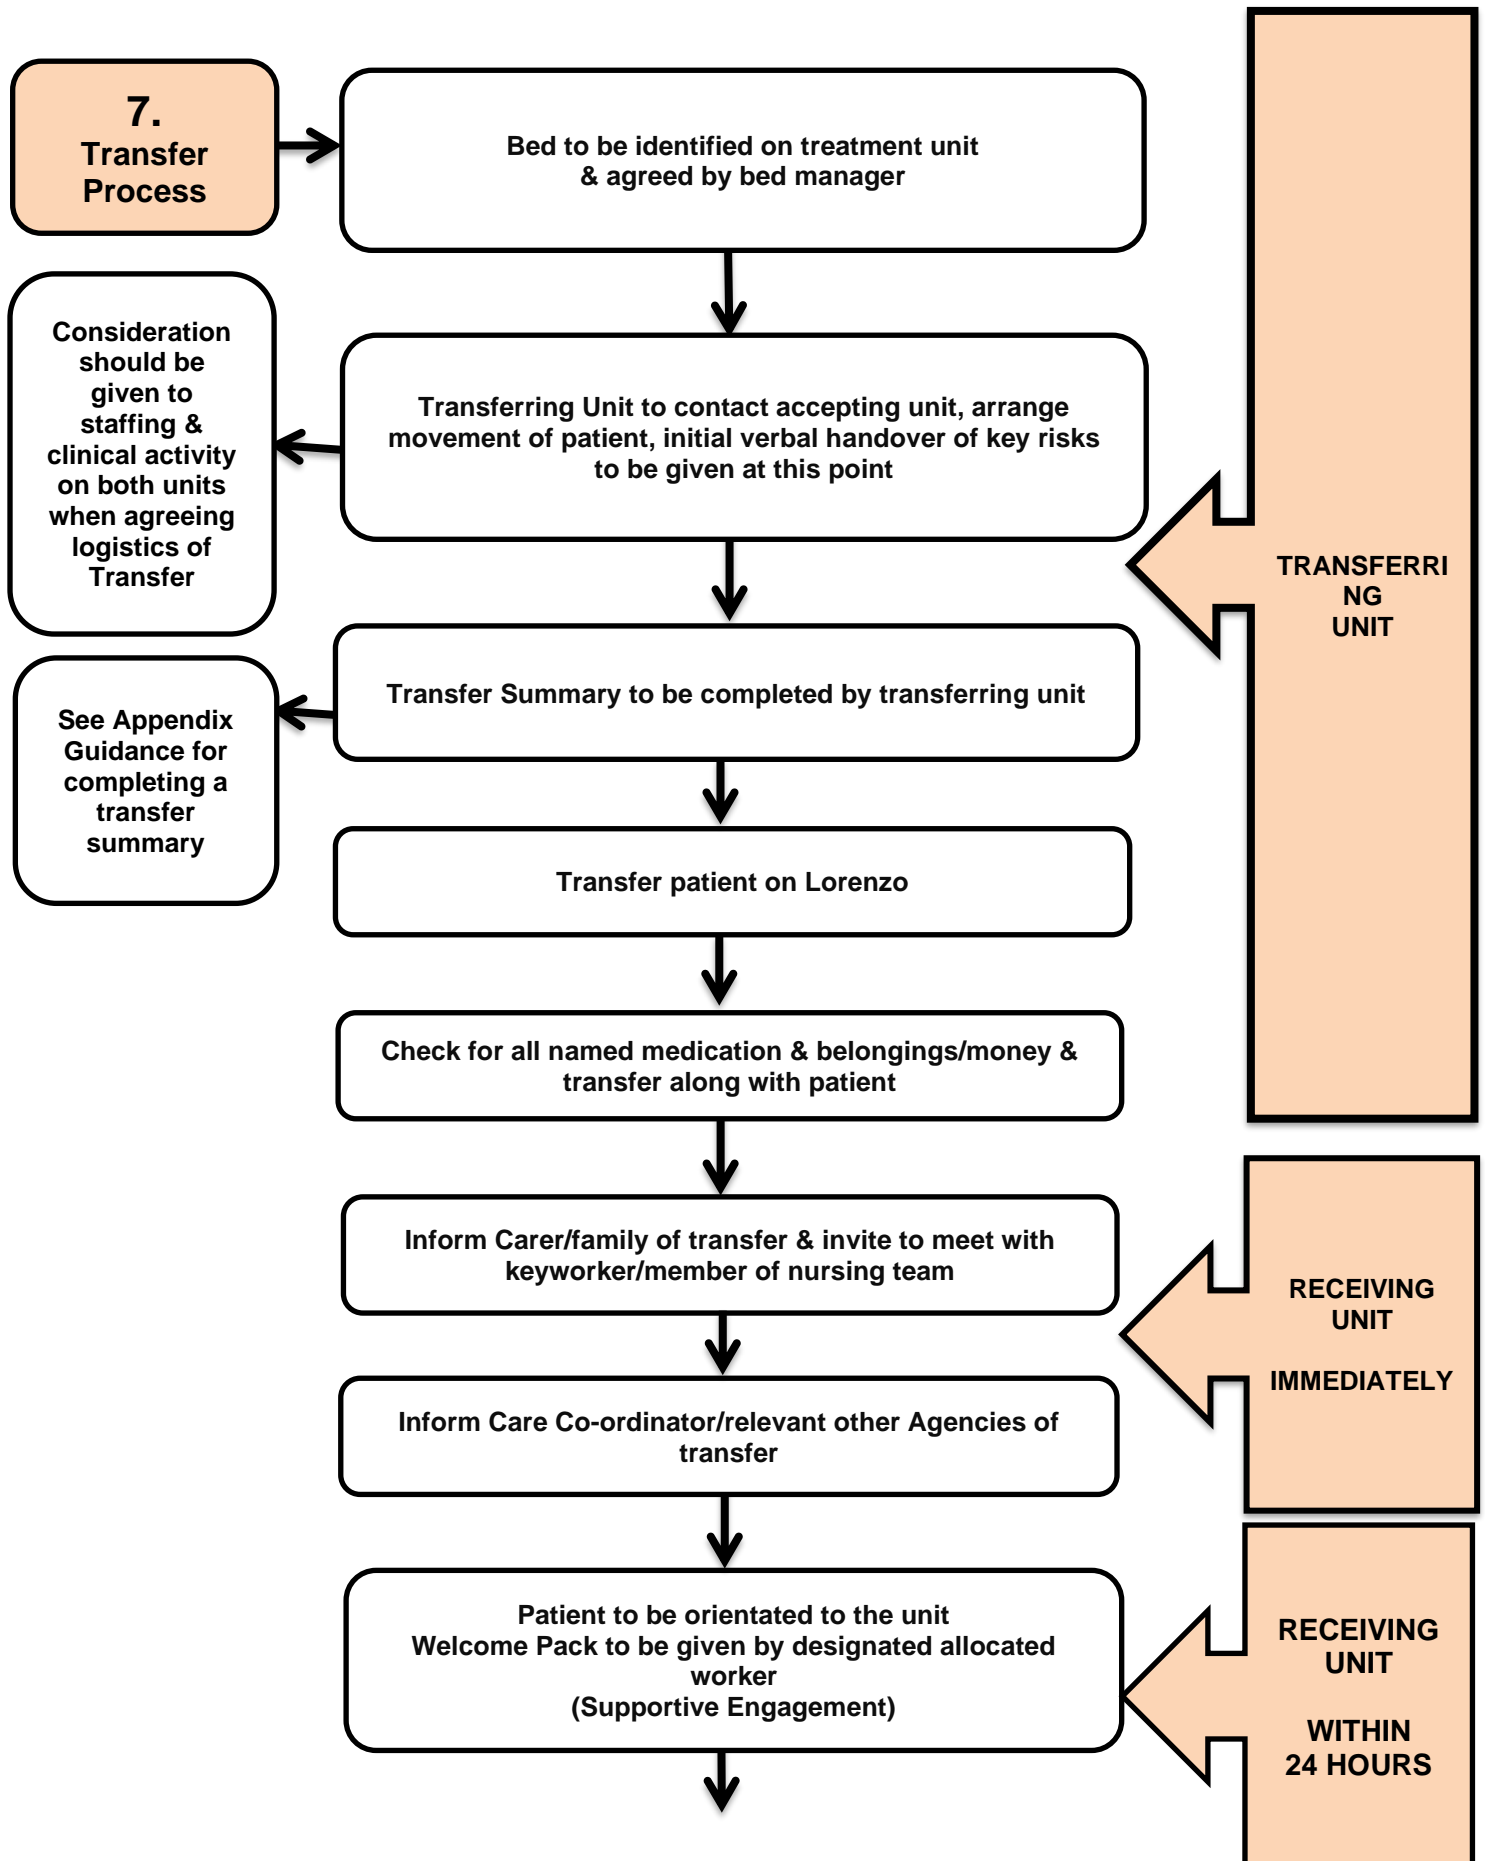 7.
Transfer
Process
Bed to be identified on treatment unit
& agreed by bed manager
Consideration
should be
given to
staffing &
clinical activity
on both units
when agreeing
logistics of
Transfer
Transferring Unit to contact accepting unit, arrange
movement of patient, initial verbal handover of key risks
to be given at this point
TRANSFERRI
NG
UNIT
See Appendix
Guidance for
completing a
transfer
summary
Transfer Summary to be completed by transferring unit
Transfer patient on Lorenzo
Check for all named medication & belongings/money &
transfer along with patient
Inform Carer/family of transfer & invite to meet with
keyworker/member of nursing team
RECEIVING
UNIT
IMMEDIATELY
Inform Care Co-ordinator/relevant other Agencies of
transfer
Patient to be orientated to the unit
Welcome Pack to be given by designated allocated
worker
(Supportive Engagement)
RECEIVING
UNIT
WITHIN
24 HOURS